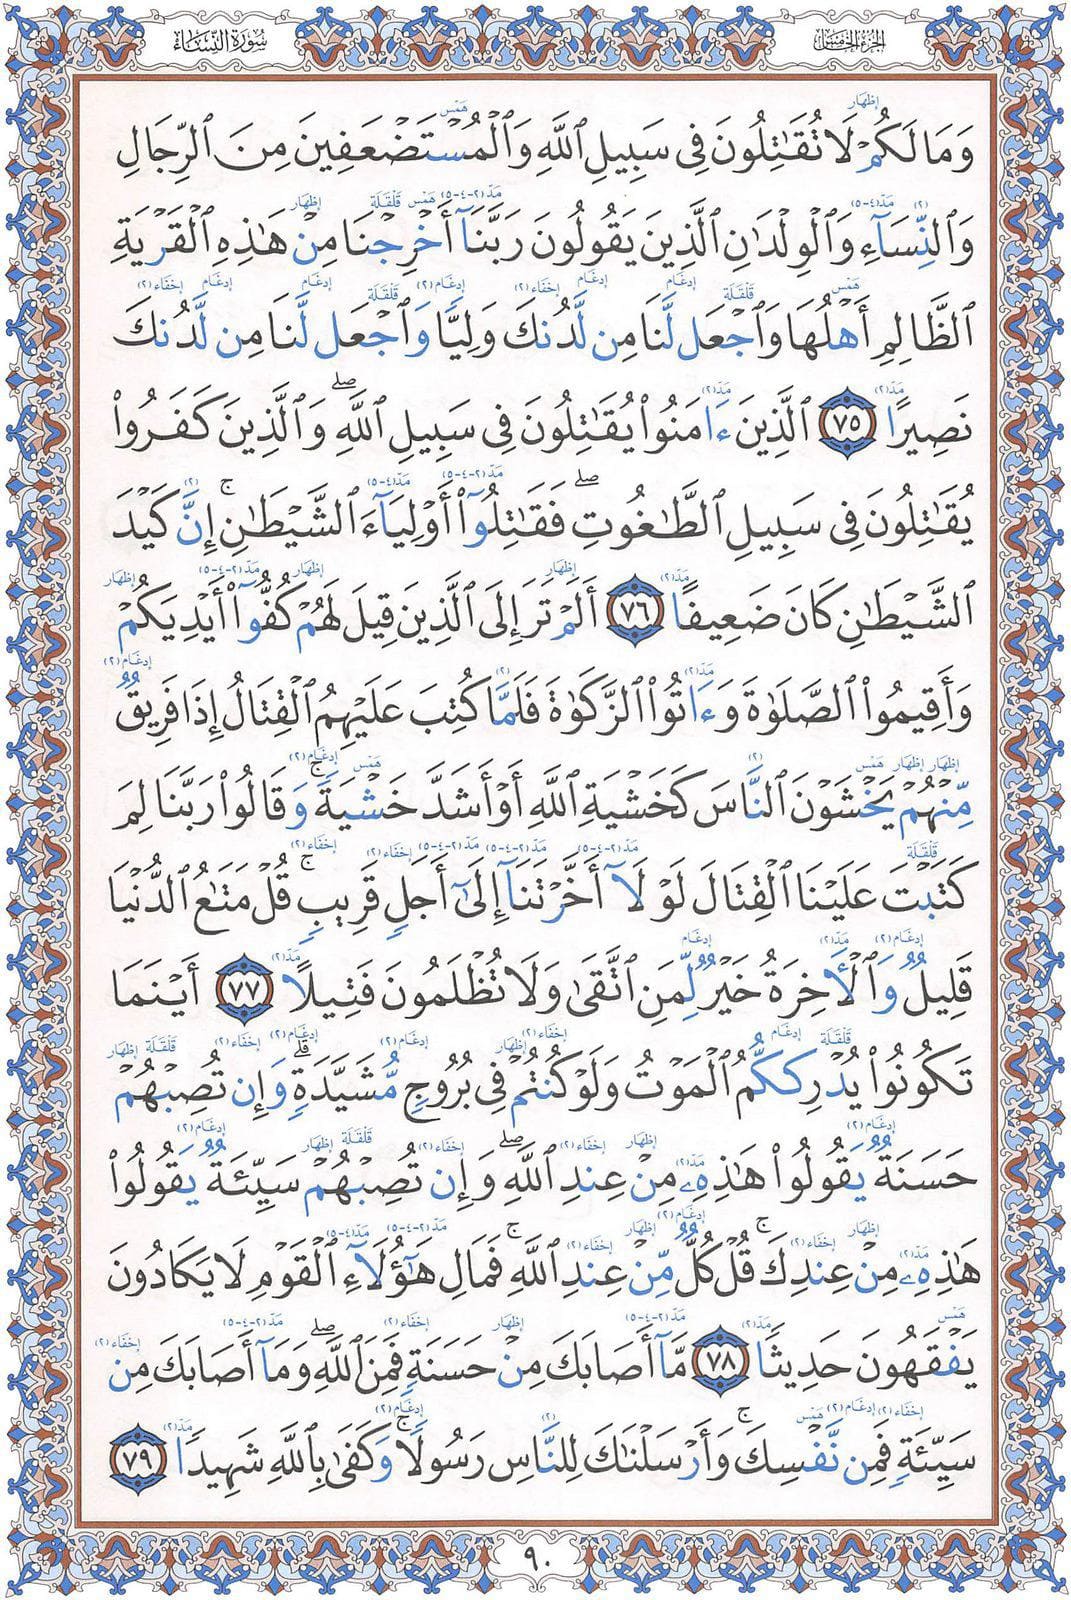 سُورَةُ النِّسَاءِ
الجزء الخامس
وَمَا لَكُمْ لَا تُقَٰتِلُونَ فِى سَبِيلِ ٱللَّهِ وَٱلْمُسْتَضْعَفِينَ مِنَ ٱلرِّجَالِ
وَٱلنِّسَآءِ وَٱلْوِلْدَٰنِ ٱلَّذِينَ يَقُولُونَ رَبَّنَآ أَخْرِجْنَا مِنْ هَٰذِهِ ٱلْقَرْيَةِ
ٱلظَّالِمِ أَهْلُهَا وَٱجْعَل لَّنَا مِن لَّدُنكَ وَلِيًّا وَٱجْعَل لَّنَا مِن لَّدُنكَ
نَصِيرًا ٧٥ ٱلَّذِينَ ءَامَنُوا۟ يُقَٰتِلُونَ فِى سَبِيلِ ٱللَّهِ ۖ وَٱلَّذِينَ كَفَرُوا۟
يُقَٰتِلُونَ فِى سَبِيلِ ٱلطَّٰغُوتِ ۖ فَقَٰتِلُوٓا۟ أَوْلِيَآءَ ٱلشَّيْطَٰنِ ۚ إِنَّ كَيْدَ
ٱلشَّيْطَٰنِ كَانَ ضَعِيفًا ٧٦ أَلَمْ تَرَ إِلَى ٱلَّذِينَ قِيلَ لَهُمْ كُفُّوٓا۟ أَيْدِيَكُمْ
وَأَقِيمُوا۟ ٱلصَّلَوٰةَ وَءَاتُوا۟ ٱلزَّكَوٰةَ فَلَمَّا كُتِبَ عَلَيْهِمُ ٱلْقِتَالُ إِذَا فَرِيقٌ
مِّنْهُمْ يَخْشَوْنَ ٱلنَّاسَ كَخَشْيَةِ ٱللَّهِ أَوْ أَشَدَّ خَشْيَةً ۚ وَقَالُوا۟ رَبَّنَا لِمَ
كَتَبْتَ عَلَيْنَا ٱلْقِتَالَ لَوْلَآ أَخَّرْتَنَآ إِلَىٰٓ أَجَلٍ قَرِيبٍ ۗ قُلْ مَتَٰعُ ٱلدُّنْيَا
قَلِيلٌ وَٱلْءَاخِرَةُ خَيْرٌ لِّمَنِ ٱتَّقَىٰ وَلَا تُظْلَمُونَ فَتِيلًا ٧٧ أَيْنَمَا
تَكُونُوا۟ يُدْرِككُّمُ ٱلْمَوْتُ وَلَوْ كُنتُمْ فِى بُرُوجٍ مُّشَيَّدَةٍ ۗ وَإِن تُصِبْهُمْ
حَسَنَةٌ يَقُولُوا۟ هَٰذِهِۦ مِنْ عِندِ ٱللَّهِ ۖ وَإِن تُصِبْهُمْ سَيِّئَةٌ يَقُولُوا۟
هَٰذِهِۦ مِنْ عِندِكَ ۚ قُلْ كُلٌّ مِّنْ عِندِ ٱللَّهِ ۖ فَمَالِ هَٰٓؤُلَآءِ ٱلْقَوْمِ لَا يَكَادُونَ
يَفْقَهُونَ حَدِيثًا ٧٨ مَّآ أَصَابَكَ مِنْ حَسَنَةٍ فَمِنَ ٱللَّهِ ۖ وَمَآ أَصَابَكَ مِن
سَيِّئَةٍ فَمِن نَّفْسِكَ ۚ وَأَرْسَلْنَٰكَ لِلنَّاسِ رَسُولًا ۚ وَكَفَىٰ بِٱللَّهِ شَهِيدًا ٧٩
٩٠